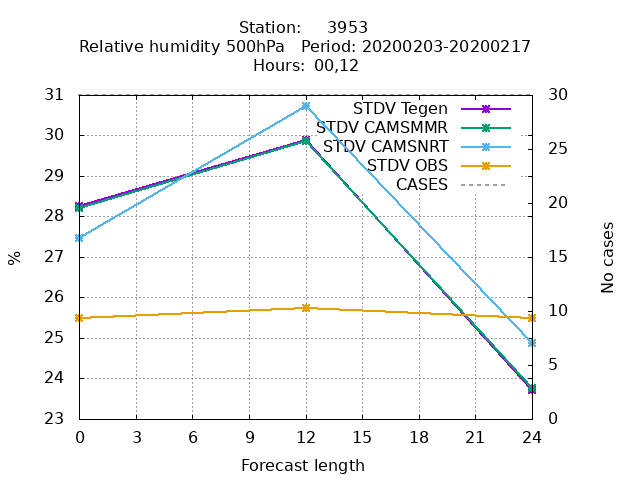 Station: 3953
Relative humidity 500hPa Period: 20200203-20200217
Hours: 00,12
31 30
30 25
29 20
28 15
27 10
26 5
25 0
24
23
%
No cases
STDV Tegen
STDV CAMSMMR
STDV CAMSNRT
STDV OBS
CASES
0 3 6 9 12 15 18 21 24
Forecast length